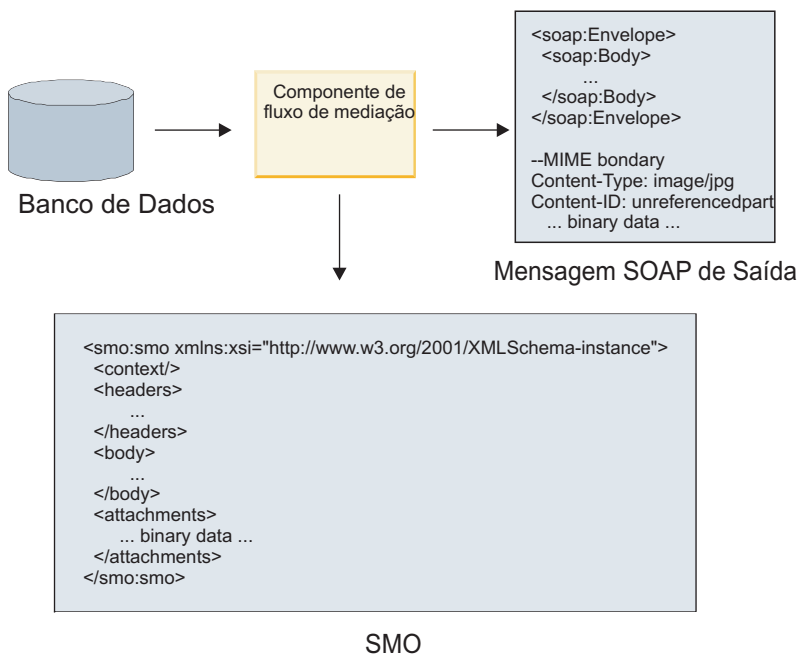 <soap:Envelope>
<soap:Body>
...
</soap:Body>
</soap:Envelope>
--MIME bondary
Content-Type: image/jpg
Content-ID: unreferencedpart
... binary data ...
Componente de
fluxo de mediação
Banco de Dados
Mensagem SOAP de Saída
<smo:smo xmlns:xsi="http://www.w3.org/2001/XMLSchema-instance">
<context/>
<headers>
...
</headers>
<body>
...
</body>
<attachments>
... binary data ...
</attachments>
</smo:smo>
SMO